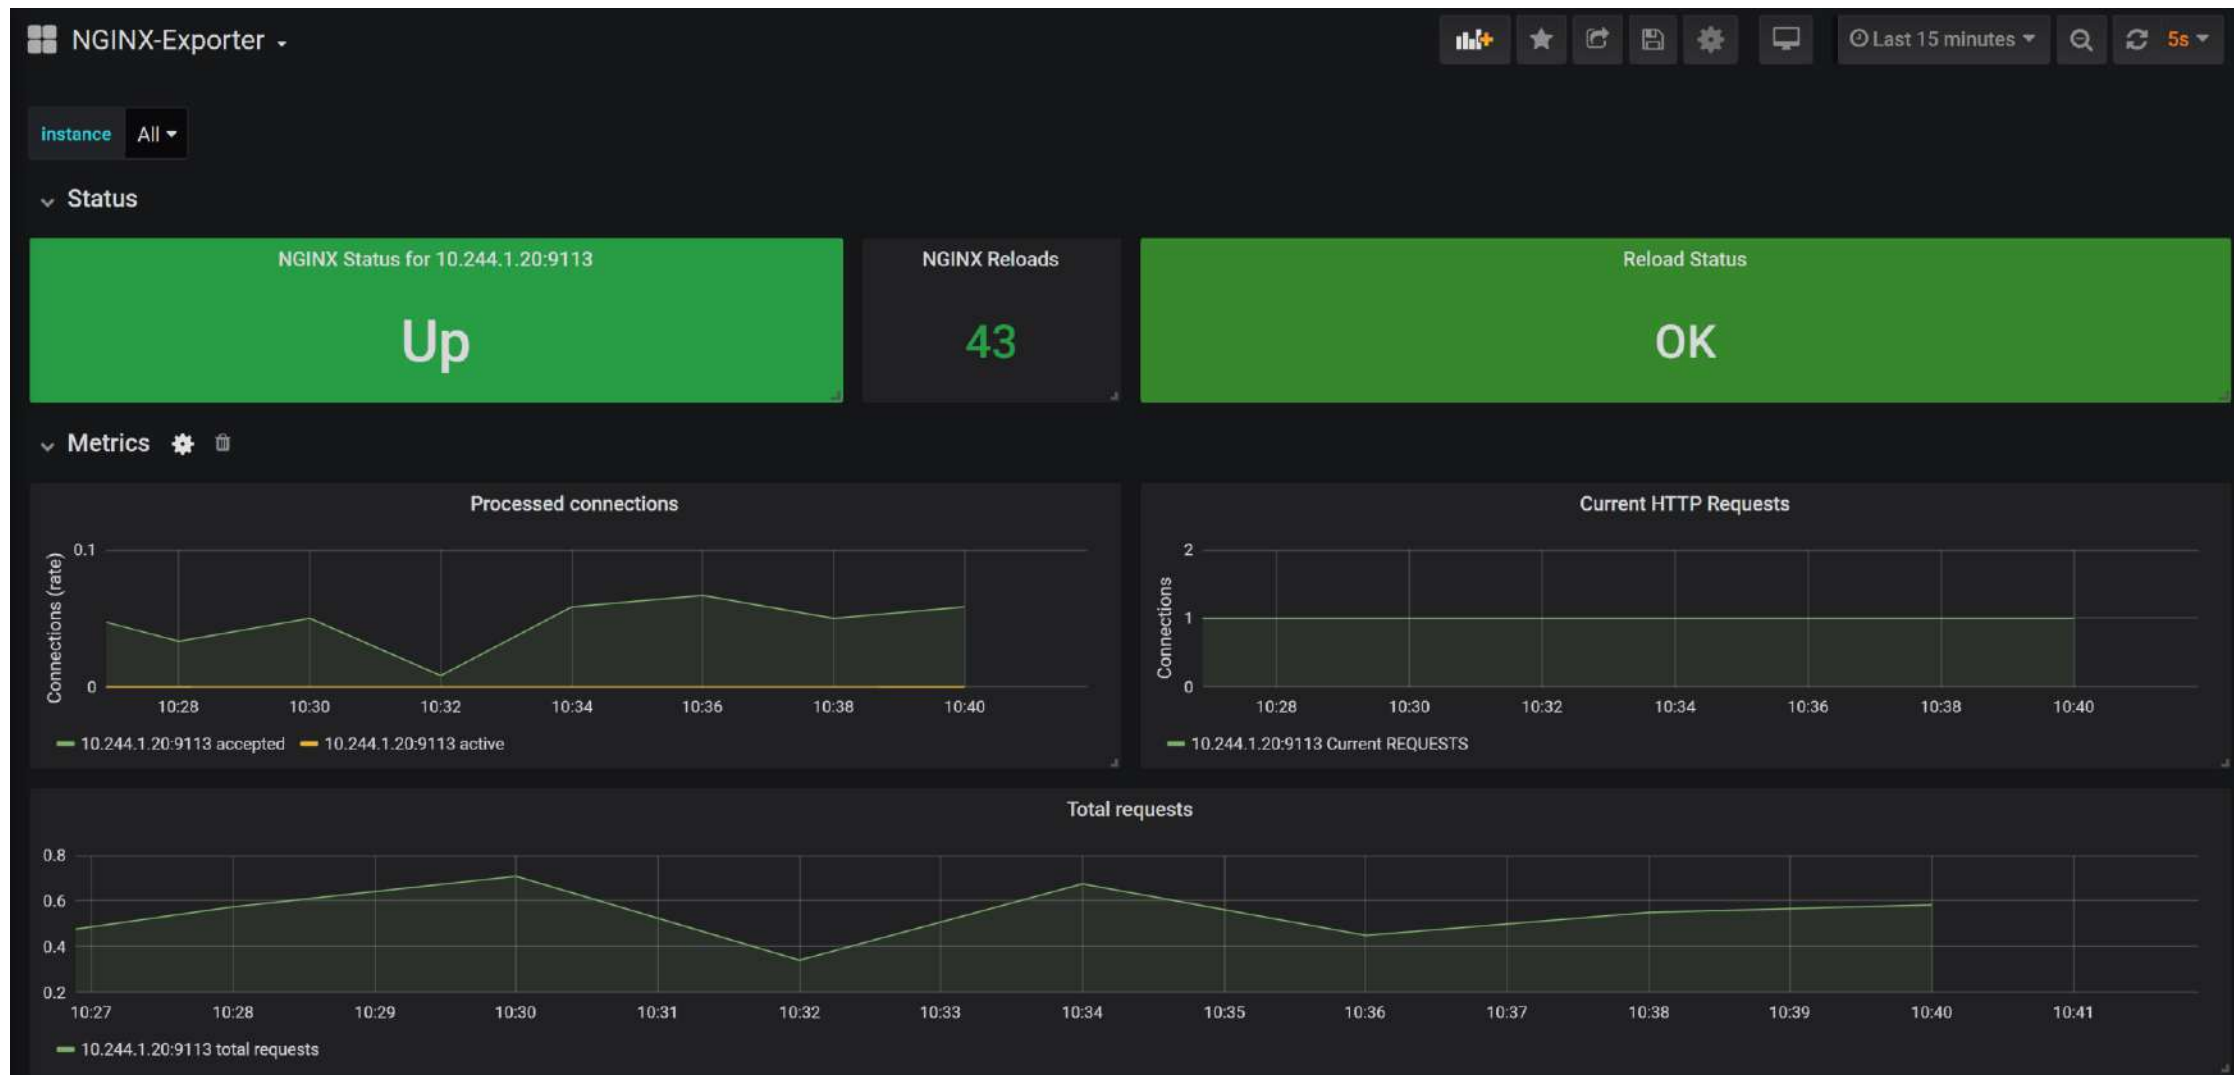 NGINX-Exporter
Last 15 minutes
5s
instance All
Status
NGINX Status for 10.244.1.20:9113
Up
NGINX Reloads
43
Reload Status
OK
Metrics
Processed connections
Connections (rate)
0.1
0
10:28 10:30 10:32 10:34 10:36 10:38 10:40
10.244.1.20:9113 accepted 10.244.1.20:9113 active
Current HTTP Requests
Connections
2
1
0
10:28 10:30 10:32 10:34 10:36 10:38 10:40
10.244.1.20:9113 Current REQUESTS
Total requests
0.8
0.6
0.4
0.2
10:27 10:28 10:29 10:30 10:31 10:32 10:33 10:34 10:35 10:36 10:37 10:38 10:39 10:40 10:41
10.244.1.20:9113 total requests